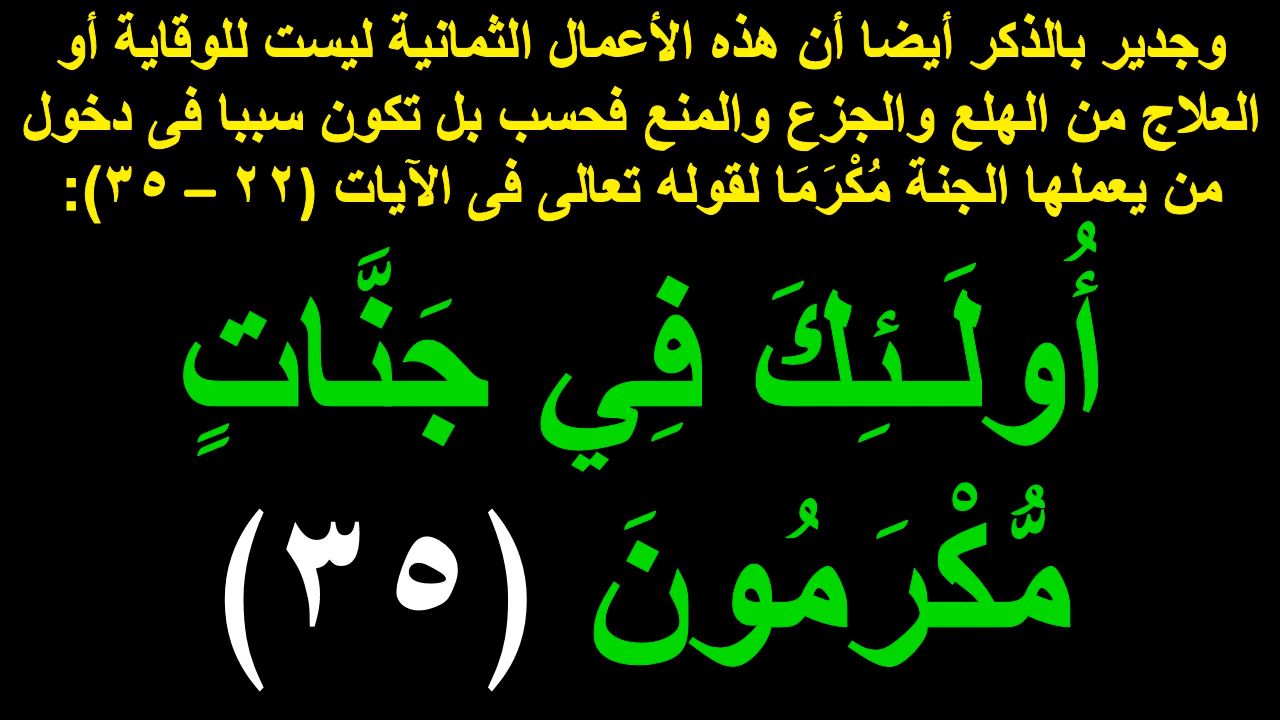 وجدير بالذكر أيضا أن هذه الأعمال الثمانية ليست للوقاية أو
العلاج من الهلع والجزع والمنع فحسب بل تكون سببا فى دخول
من يعملها الجنة مُكْرَمَا لقوله تعالى فى الآيات (٢٢ – ٣٥):
أُولَـئِكَ فِي جَنَّاتٍ
مُّكْرَمُونَ (٣٥)